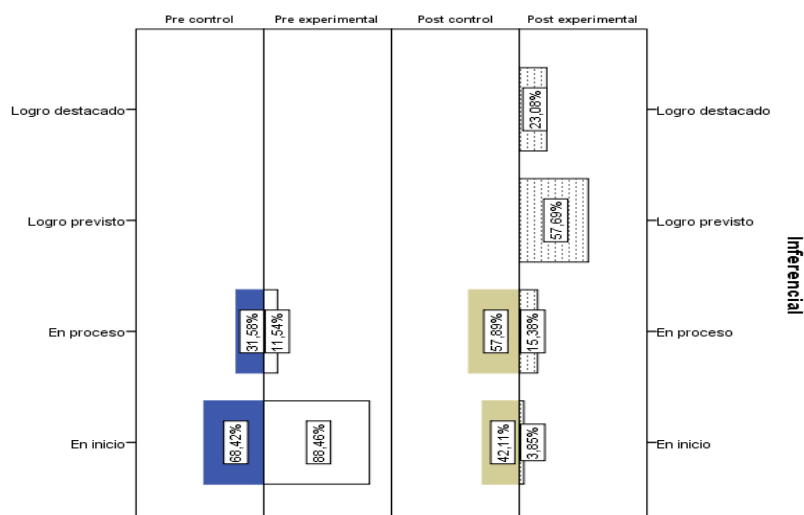 Pre control
Pre experimental
Post control
Post experimental
Logro destacado
23,08%
Logro destacado
Logro previsto
57,69%
Logro previsto
En proceso
31,58%
11,54%
57,89%
15,38%
En proceso
En inicio
68,42%
88,46%
42,11%
3,85%
En inicio
Inferencial